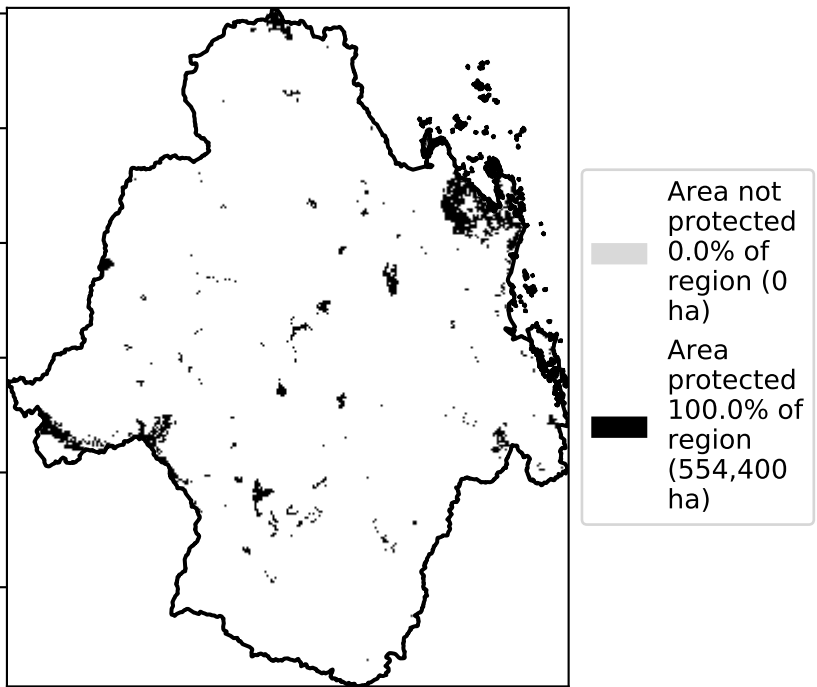 Area not
protected
0.0% of
region (0
ha)
Area
protected
100.0% of
region
(554,400
ha)